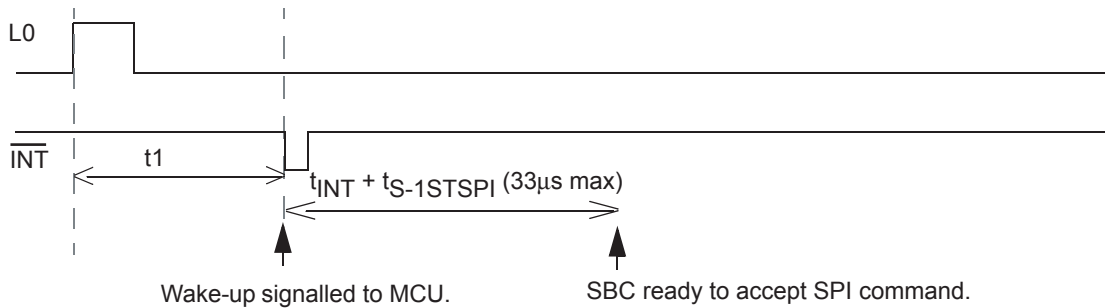 L0
INT
t1
tINT + tS-1STSPI (33μs max)
Wake-up signalled to MCU.
SBC ready to accept SPI command.